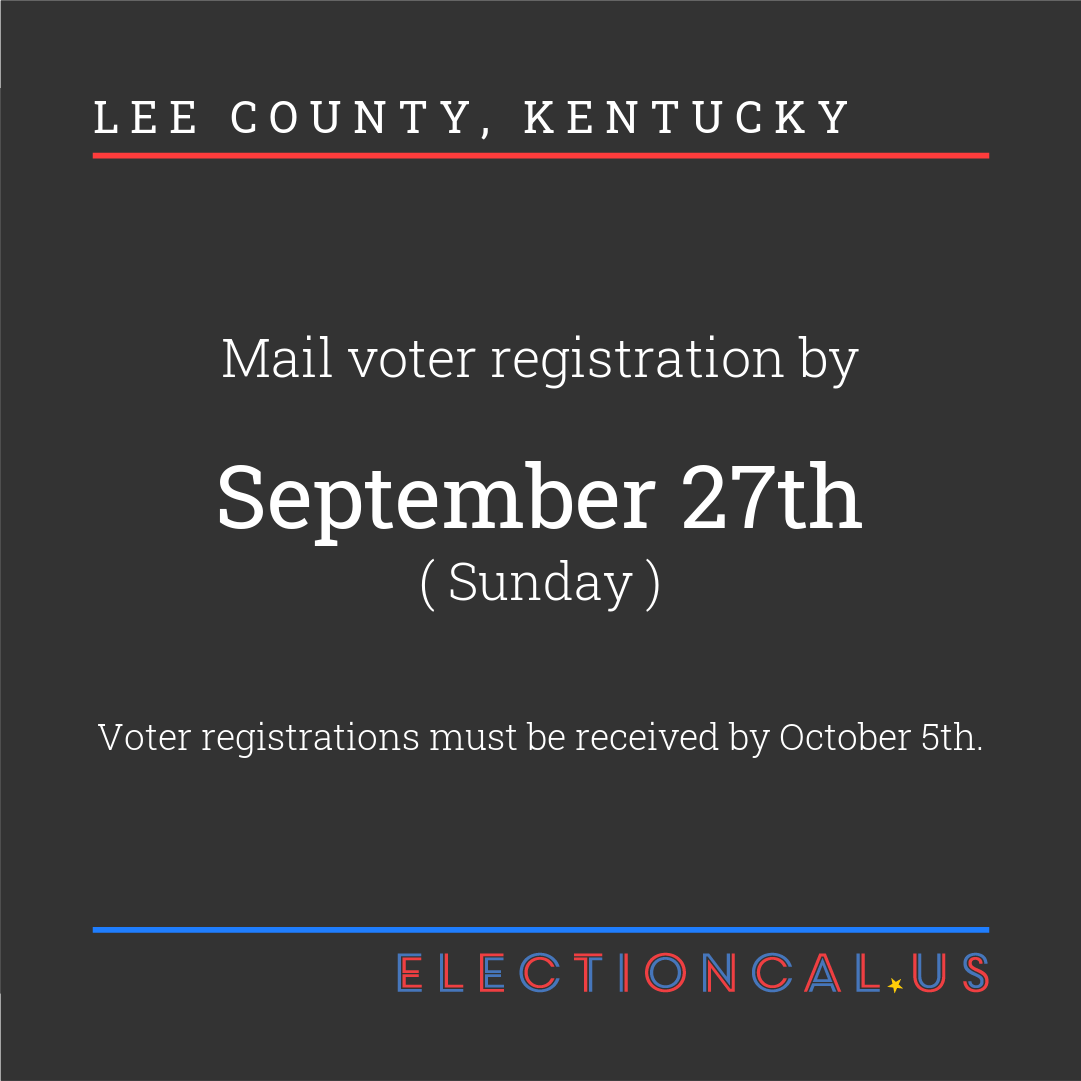 LEE COUNTY, KENTUCKY
Mail voter registration by
September 27th
( Sunday )
Voter registrations must be received by October 5th.
ELECTIONCAL.US